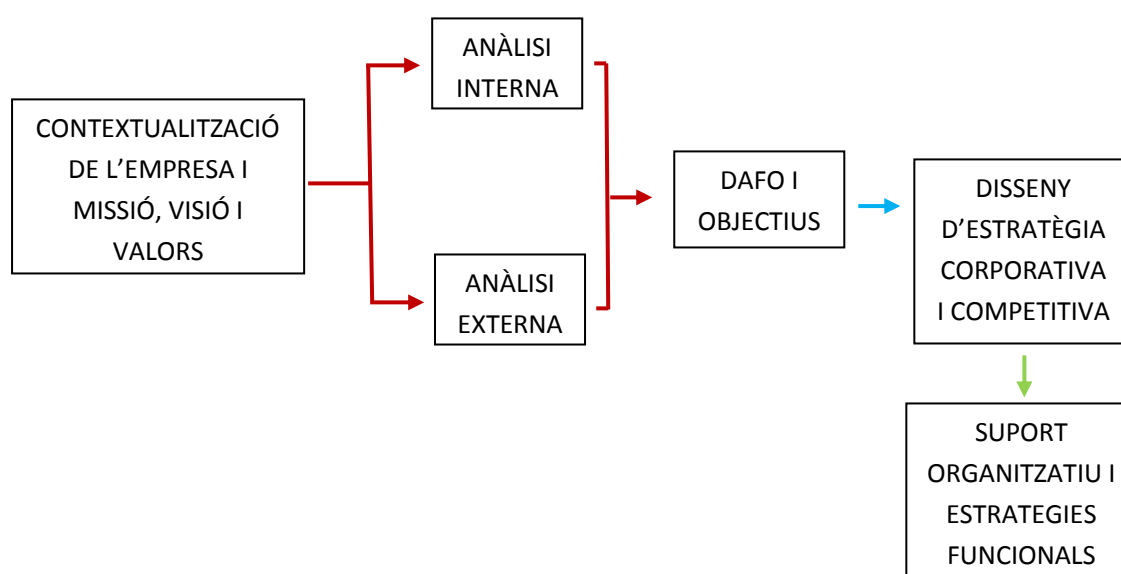 CONTEXTUALITZACIÓ
DE L’EMPRESA I
MISSIÓ, VISIÓ I
VALORS
ANÀLISI
INTERNA
ANÀLISI
EXTERNA
DAFO I
OBJECTIUS
DISSENY
D’ESTRATÈGIA
CORPORATIVA
I COMPETITIVA
SUPORT
ORGANITZATIU I
ESTRATEGIES
FUNCIONALS